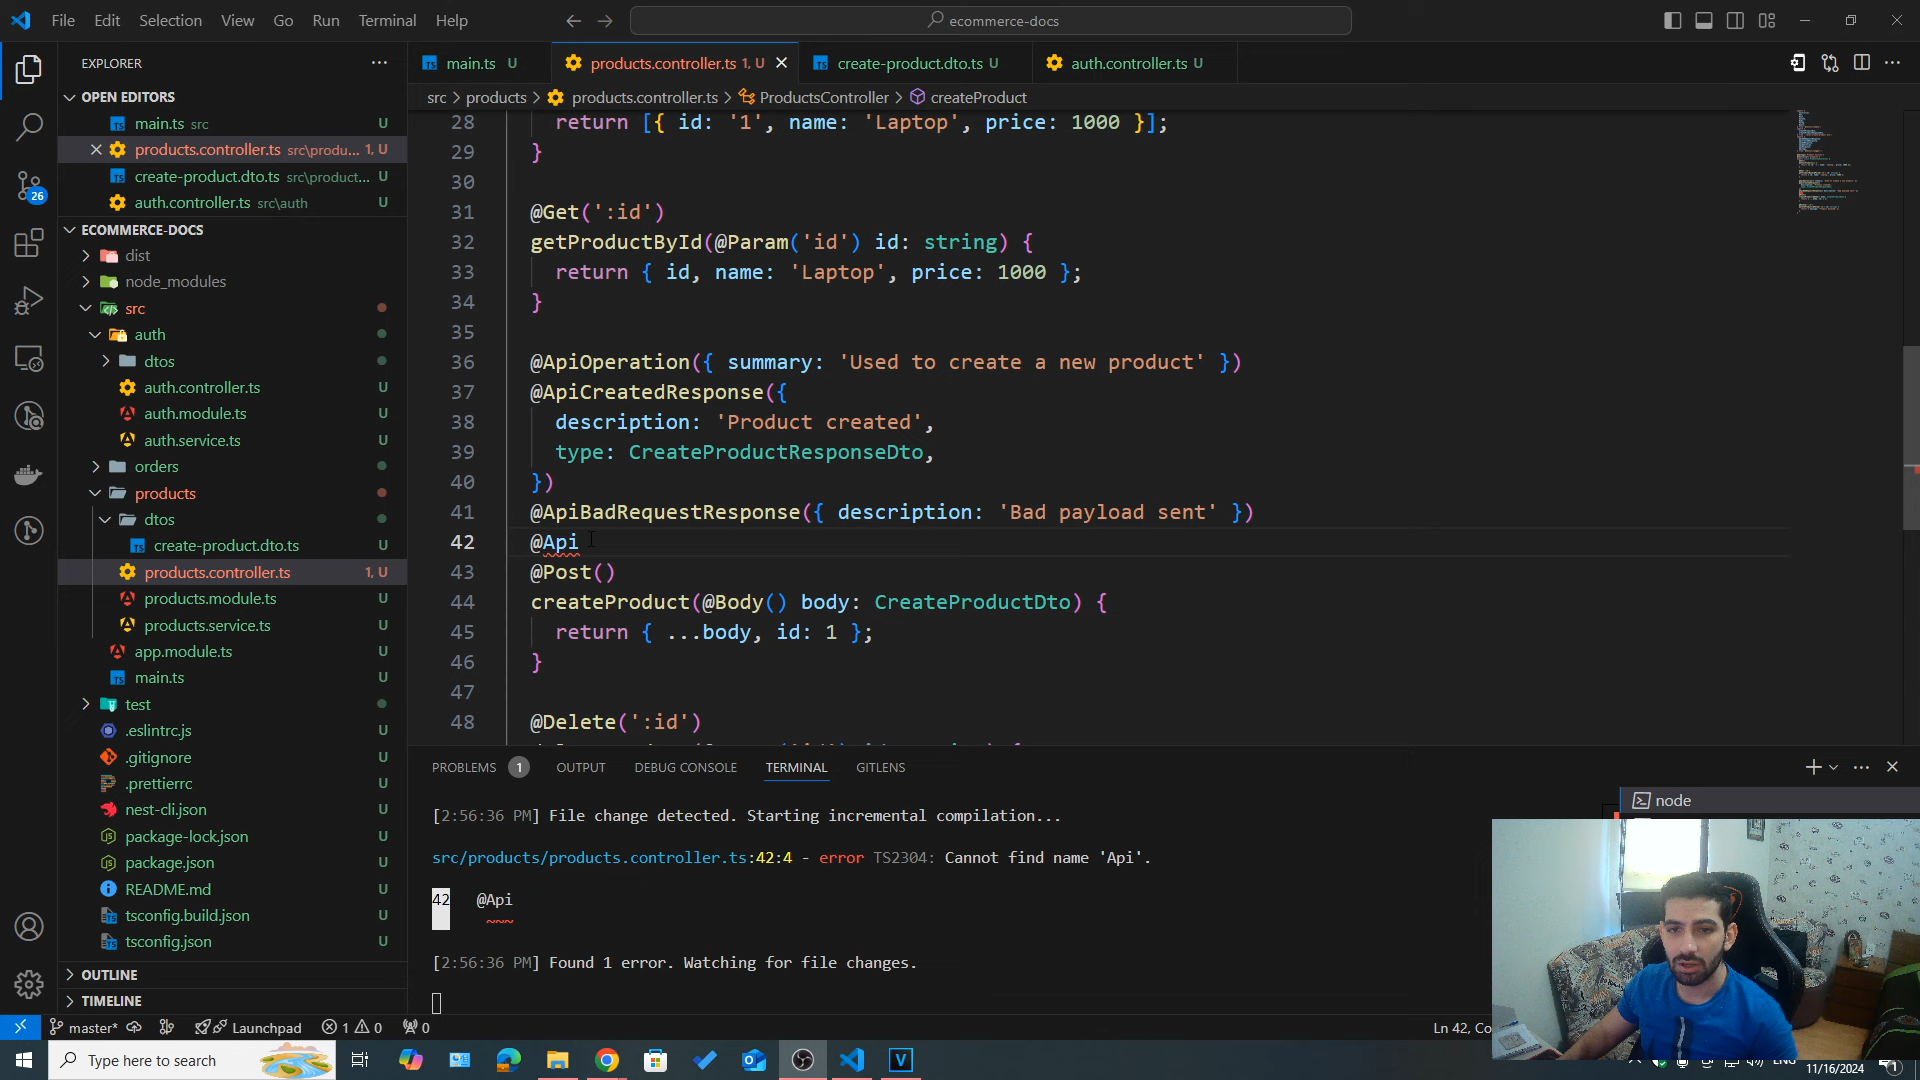 File Edit Selection View Go Run Terminal Help
ecommerce-docs
EXPLORER
main.ts U
products.controller.ts 1, U
create-product.dto.ts U
auth.controller.ts U
OPEN EDITORS
main.ts src U
products.controller.ts src\produ... 1, U
create-product.dto.ts src\product... U
auth.controller.ts src\auth U
ECOMMERCE-DOCS
dist
node_modules
src
auth
dtos
auth.controller.ts U
auth.module.ts U
auth.service.ts U
orders
products
dtos
create-product.dto.ts U
products.controller.ts 1, U
products.module.ts U
products.service.ts U
app.module.ts U
main.ts U
test
.eslintrc.js U
.gitignore U
.prettierrc U
nest-cli.json U
package-lock.json U
package.json U
README.md U
tsconfig.build.json U
tsconfig.json U
OUTLINE
TIMELINE
26
src > products > products.controller.ts > ProductsController > createProduct
28 return [{ id: '1', name: 'Laptop', price: 1000 }];
29 }
30
31 @Get(':id')
32 getProductById(@Param('id') id: string) {
33 return { id, name: 'Laptop', price: 1000 };
34 }
35
36 @ApiOperation({ summary: 'Used to create a new product' })
37 @ApiCreatedResponse({
38 description: 'Product created',
39 type: CreateProductResponseDto,
40 })
41 @ApiBadRequestResponse({ description: 'Bad payload sent' })
42 @Api
43 @Post()
44 createProduct(@Body() body: CreateProductDto) {
45 return { ...body, id: 1 };
46 }
47
48 @Delete(':id')
PROBLEMS 1 OUTPUT DEBUG CONSOLE TERMINAL GITLENS
node
[2:56:36 PM] File change detected. Starting incremental compilation...
src/products/products.controller.ts:42:4 - error TS2304: Cannot find name 'Api'.
42 @Api
~~~
[2:56:36 PM] Found 1 error. Watching for file changes.
master* Launchpad 1 0 0
Ln 42,
Type here to search
ENG
11/16/2024
1